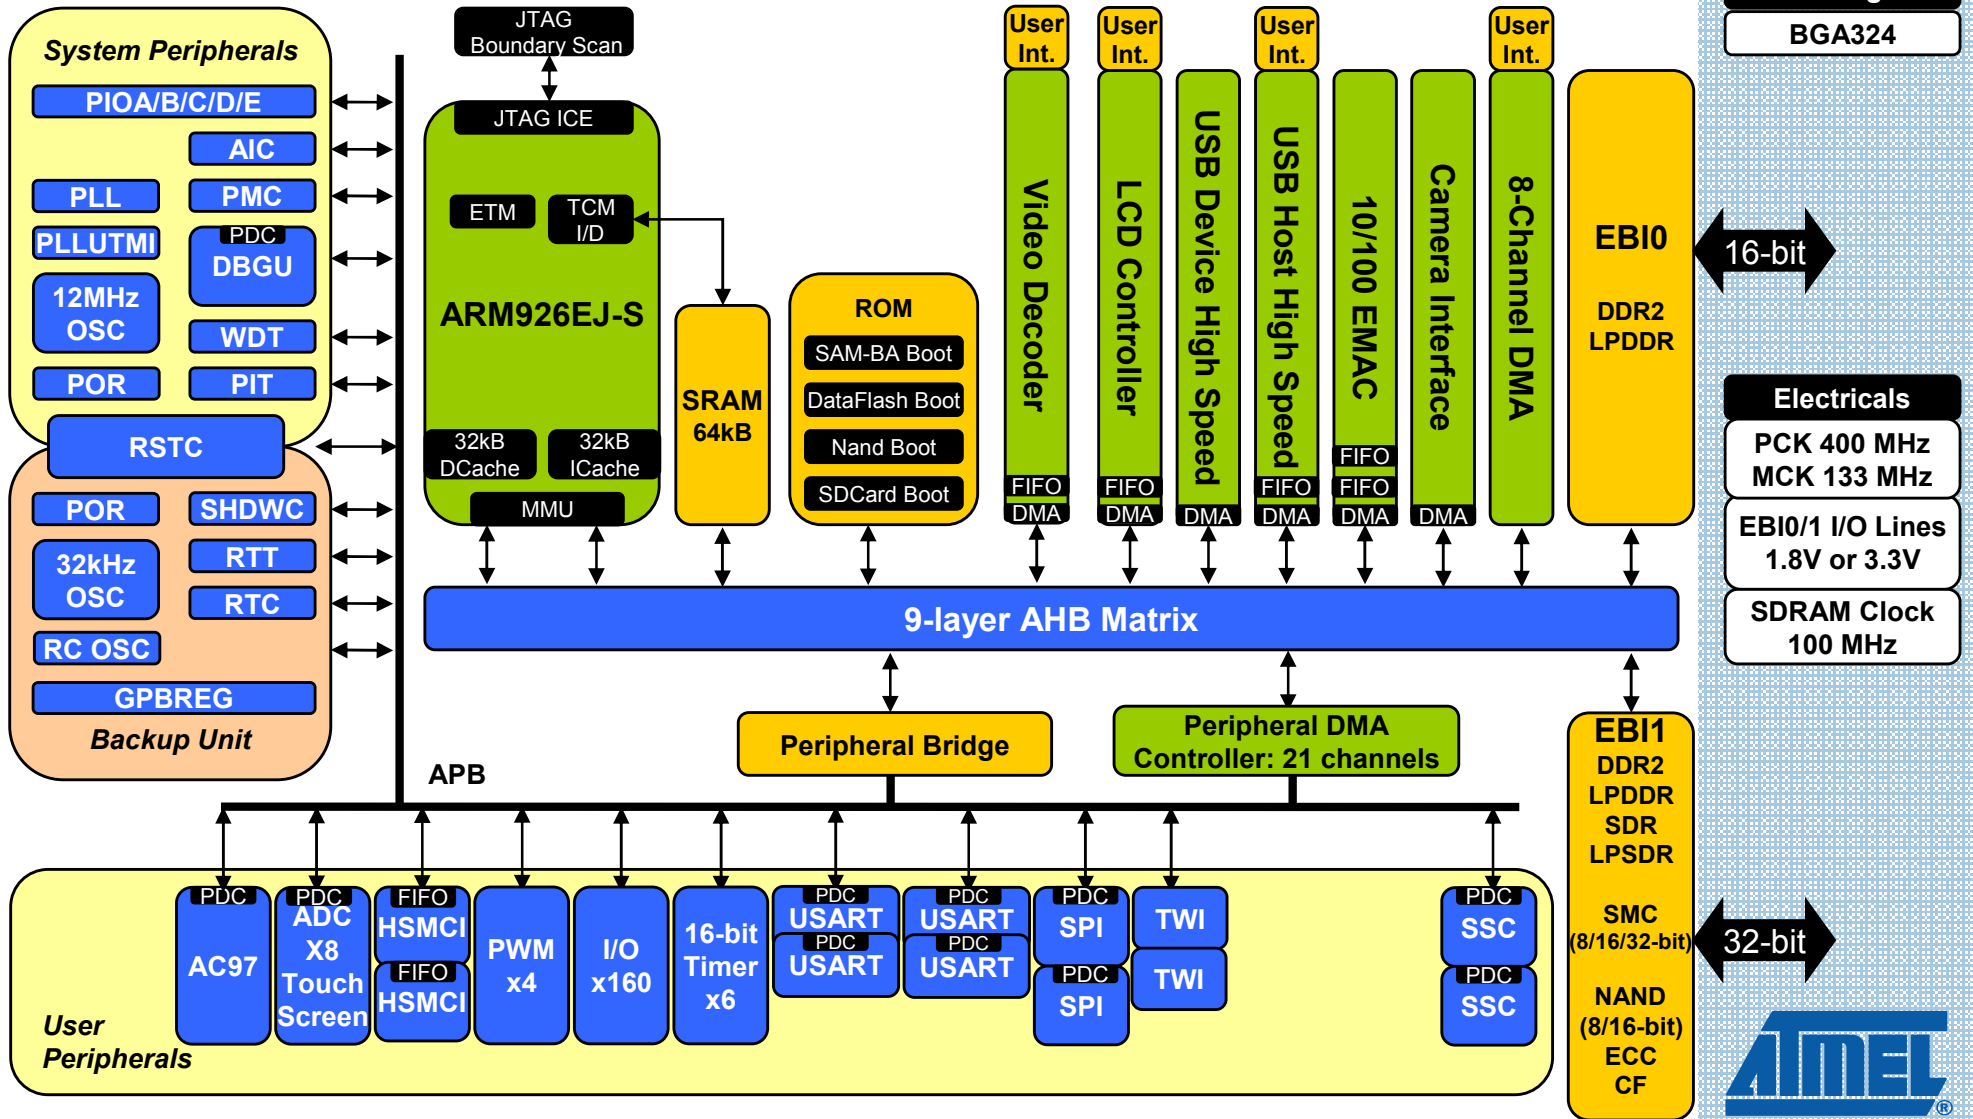 System Peripherals
PIOA/B/C/D/E
AIC
PLL
PMC
PLLUTMI
PDC
DBGU
12MHz
OSC
WDT
POR
PIT
RSTC
POR
SHDWC
32kHz
OSC
RTT
RTC
RC OSC
GPBREG
Backup Unit
JTAG
Boundary Scan
JTAG ICE
ETM
TCM
I/D
ARM926EJ-S
32kB
DCache
32kB
ICache
MMU
SRAM
64kB
ROM
SAM-BA Boot
DataFlash Boot
Nand Boot
SDCard Boot
User
Int.
Video Decoder
FIFO
DMA
User
Int.
LCD Controller
FIFO
DMA
USB Device High Speed
DMA
User
Int.
USB Host High Speed
FIFO
DMA
10/100 EMAC
FIFO
FIFO
DMA
Camera Interface
DMA
User
Int.
8-Channel DMA
EBI0
DDR2
LPDDR
16-bit
BGA324
Electricals
PCK 400 MHz
MCK 133 MHz
EBI0/1 I/O Lines
1.8V or 3.3V
SDRAM Clock
100 MHz
9-layer AHB Matrix
Peripheral Bridge
Peripheral DMA
Controller: 21 channels
APB
EBI1
DDR2
LPDDR
SDR
LPSDR
SMC
(8/16/32-bit)
NAND
(8/16-bit)
ECC
CF
32-bit
PDC
AC97
PDC
ADC
X8
Touch
Screen
FIFO
HSMCI
FIFO
HSMCI
PWM
x4
I/O
x160
16-bit
Timer
x6
PDC
USART
PDC
USART
PDC
USART
PDC
USART
PDC
SPI
PDC
SPI
TWI
TWI
PDC
SSC
PDC
SSC
User
Peripherals
ATMEL
®